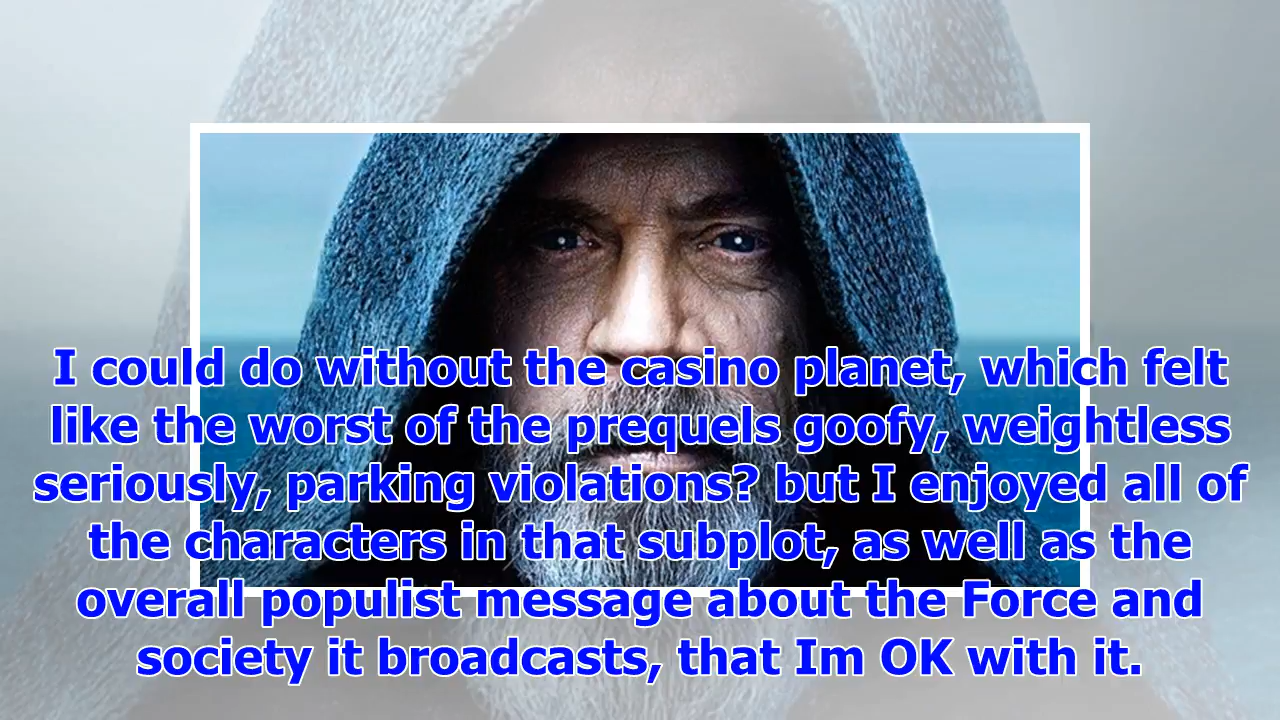 I could do without the casino planet, which felt
like the worst of the prequels goofy, weightless
seriously, parking violations? but I enjoyed all of
the characters in that subplot, as well as the
overall populist message about the Force and
society it broadcasts, that Im OK with it.